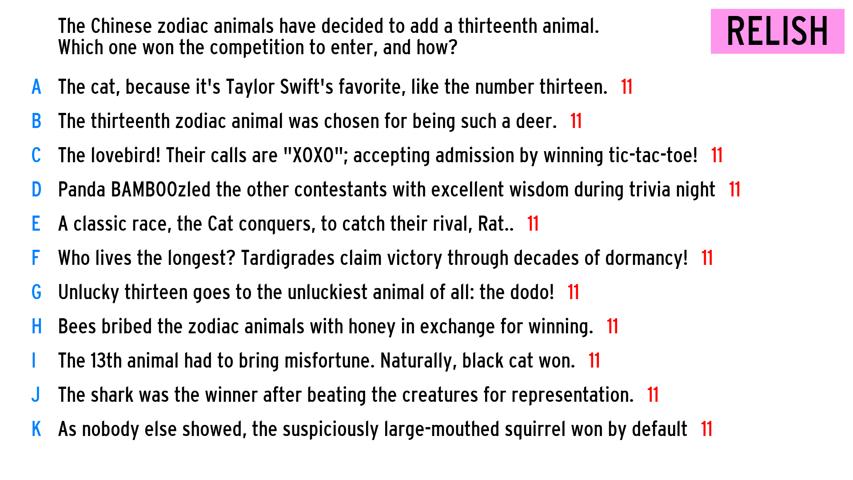 The Chinese zodiac animals have decided to add a thirteenth animal.
Which one won the competition to enter, and how?
RELISH
A The cat, because it's Taylor Swift's favorite, like the number thirteen. 11
B The thirteenth zodiac animal was chosen for being such a deer. 11
C The lovebird! Their calls are "XOXO"; accepting admission by winning tic-tac-toe! 11
D Panda BAMBOOzled the other contestants with excellent wisdom during trivia night 11
E A classic race, the Cat conquers, to catch their rival, Rat.. 11
F Who lives the longest? Tardigrades claim victory through decades of dormancy! 11
G Unlucky thirteen goes to the unluckiest animal of all: the dodo! 11
H Bees bribed the zodiac animals with honey in exchange for winning. 11
I The 13th animal had to bring misfortune. Naturally, black cat won. 11
J The shark was the winner after beating the creatures for representation. 11
K As nobody else showed, the suspiciously large-mouthed squirrel won by default 11